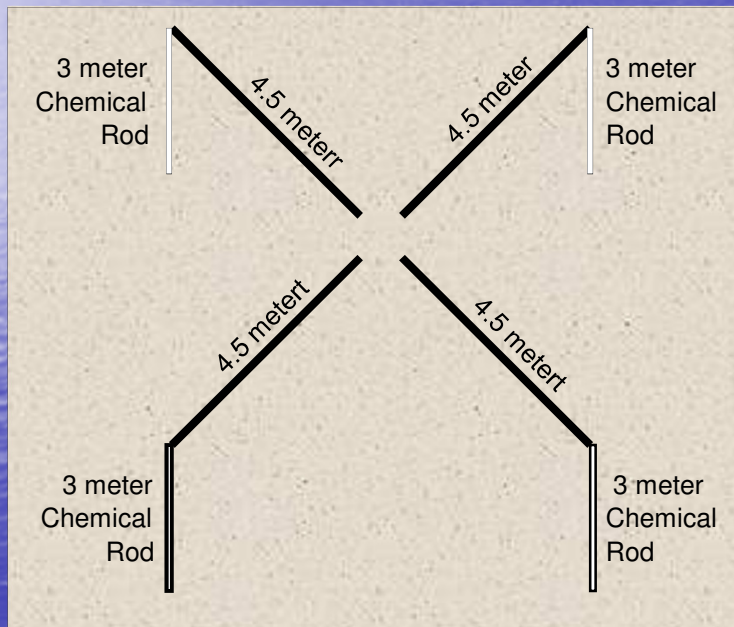 3 meter
Chemical
Rod
4.5 meterr
4.5 meter
3 meter
Chemical
Rod
4.5 metert
4.5 metert
3 meter
Chemical
Rod
3 meter
Chemical
Rod